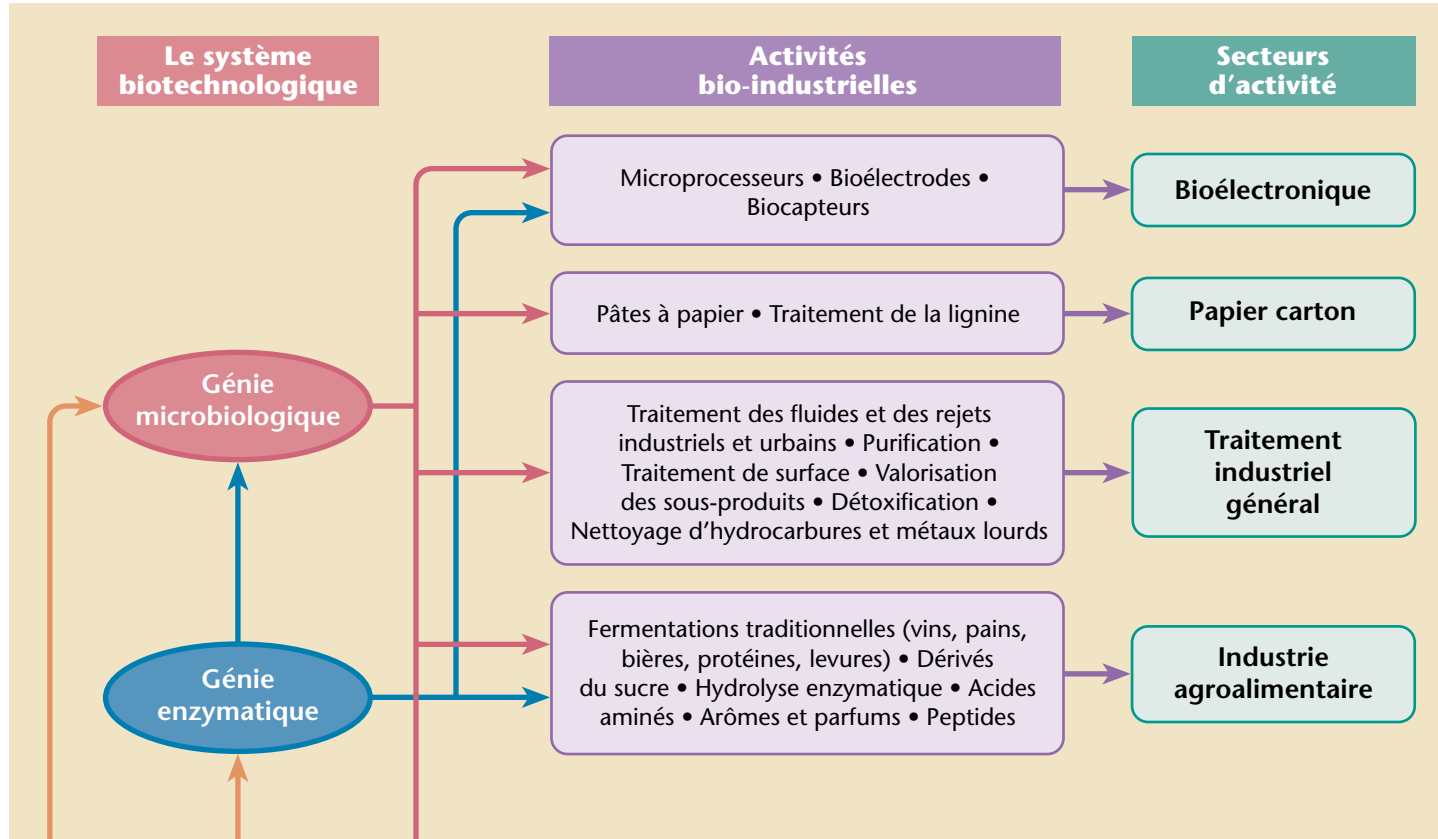 Le système
biotechnologique
Activités
bio-industrielles
Secteurs
d'activité
Microprocesseurs • Bioélectrodes •
Biocapteurs
Bioélectronique
Pâtes à papier • Traitement de la lignine
Papier carton
Génie
microbiologique
Traitement des fluides et des rejets
industriels et urbains • Purification •
Traitement de surface • Valorisation
des sous-produits • Détoxification •
Nettoyage d'hydrocarbures et métaux lourds
Traitement
industriel
général
Génie
enzymatique
Fermentations traditionnelles (vins, pains,
bières, protéines, levures) • Dérivés
du sucre • Hydrolyse enzymatique • Acides
aminés • Arômes et parfums • Peptides
Industrie
agroalimentaire